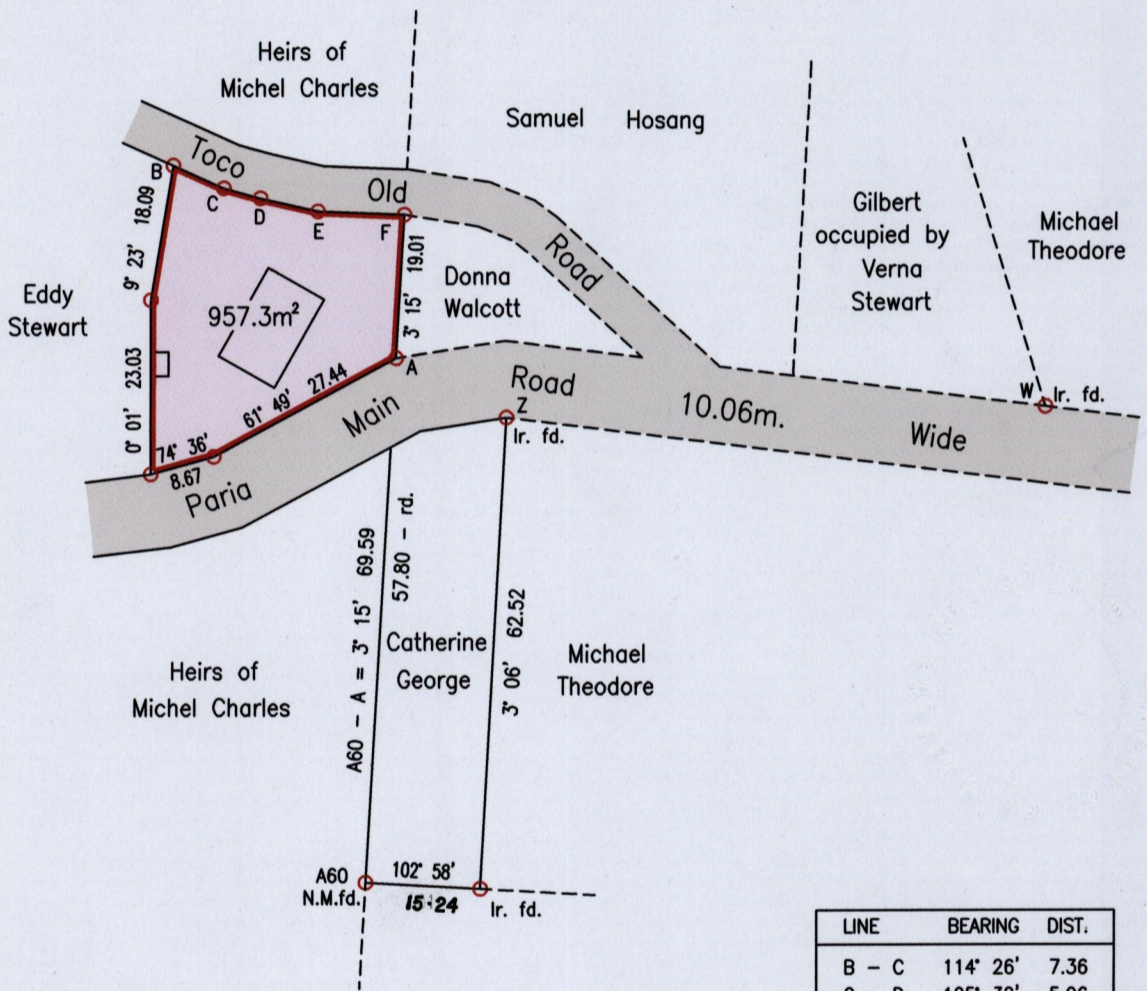 Heirs of
Michel Charles
Samuel Hosang
Toco
Old
Road
B
C
D
E
F
18.09
9° 23'
19.01
3° 15'
Donna
Walcott
Gilbert
occupied by
Verna
Stewart
Michael
Theodore
Eddy
Stewart
957.3m²
23.03
0° 01'
61° 49' 27.44
A
74° 36'
8.67
Paria
Main
Road
10.06m.
Wide
Z
Ir. fd.
W
Ir. fd.
A60 - A = 3° 15' 69.59
57.80 - rd.
Catherine
George
3° 06' 62.52
Michael
Theodore
Heirs of
Michel Charles
A60
N.M.fd.
102° 58'
15.24
Ir. fd.
LINE BEARING DIST.
B - C 114° 26' 7.36